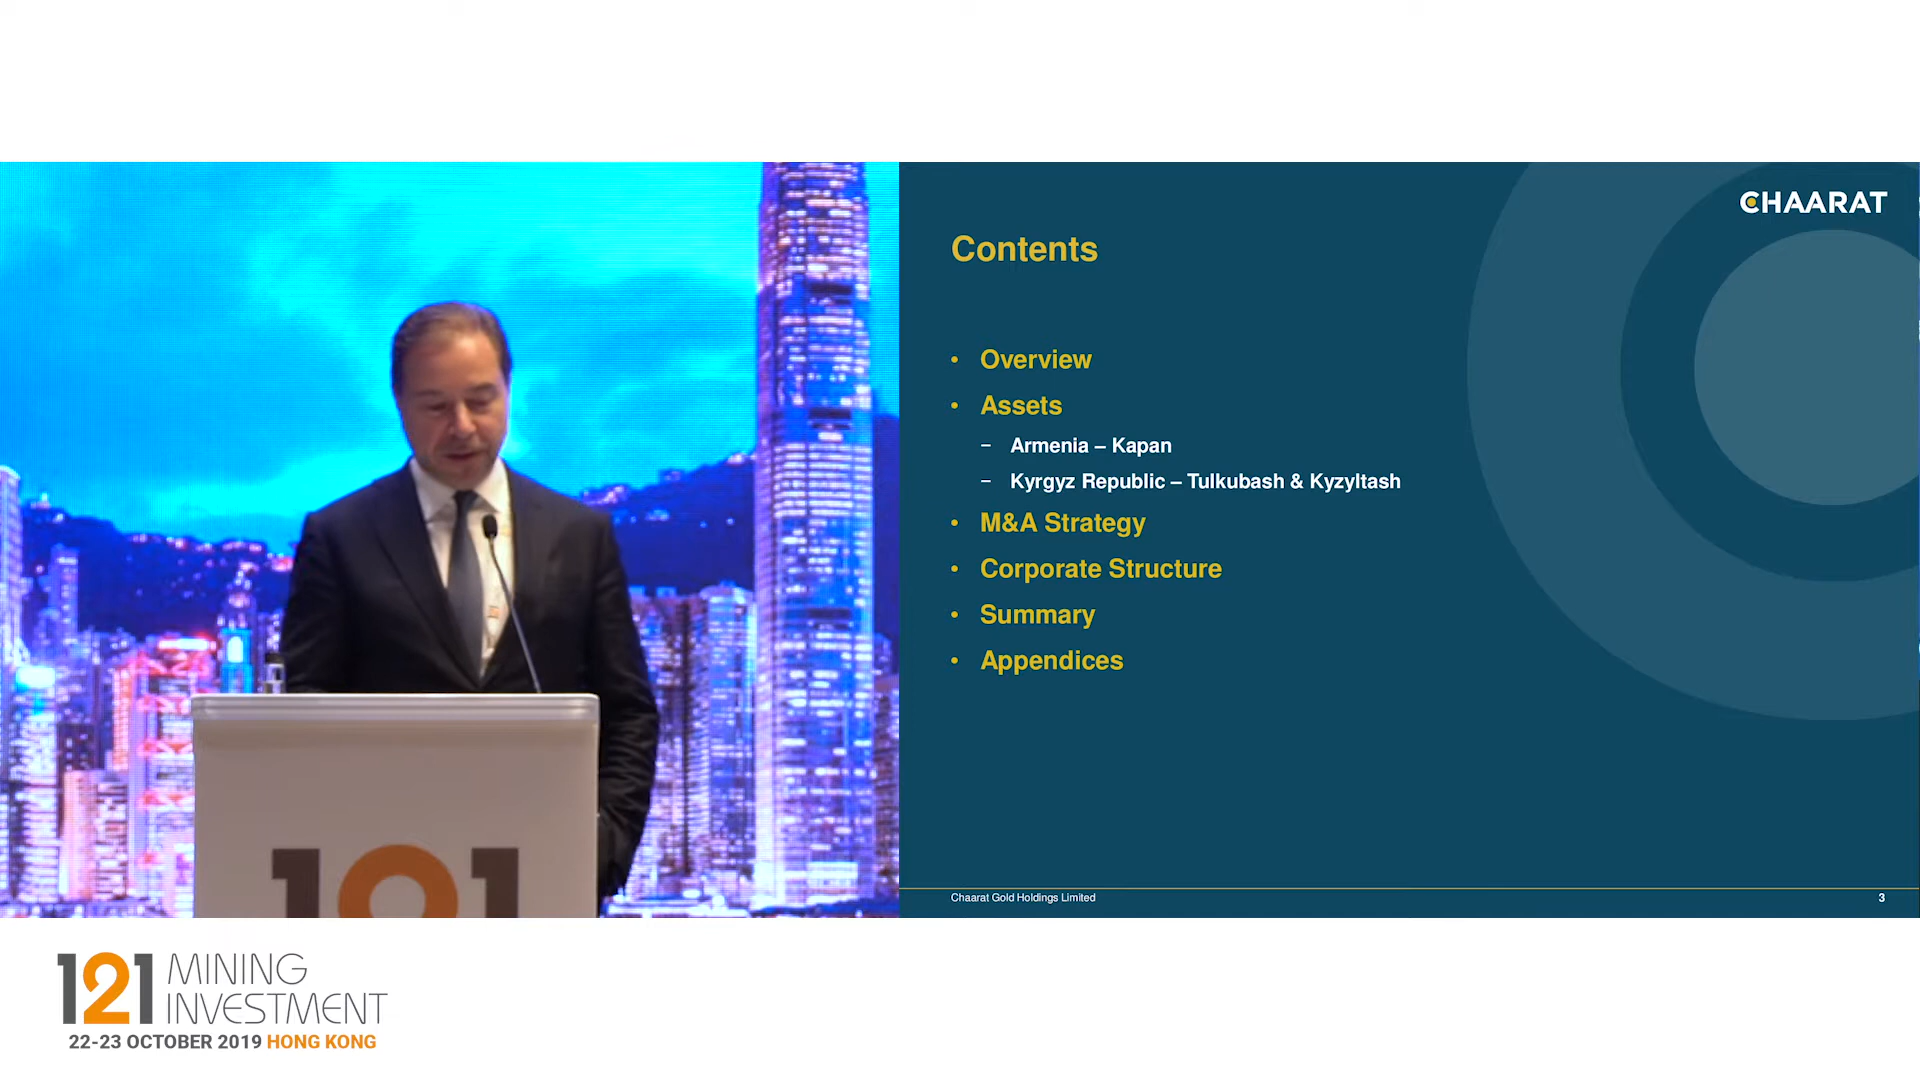 CHAARAT
Contents
• Overview
• Assets
– Armenia – Kapan
– Kyrgyz Republic – Tulkubash & Kyzyltash
• M&A Strategy
• Corporate Structure
• Summary
• Appendices
Chaarat Gold Holdings Limited
3
121
121 MINING
INVESTMENT
22-23 OCTOBER 2019 HONG KONG